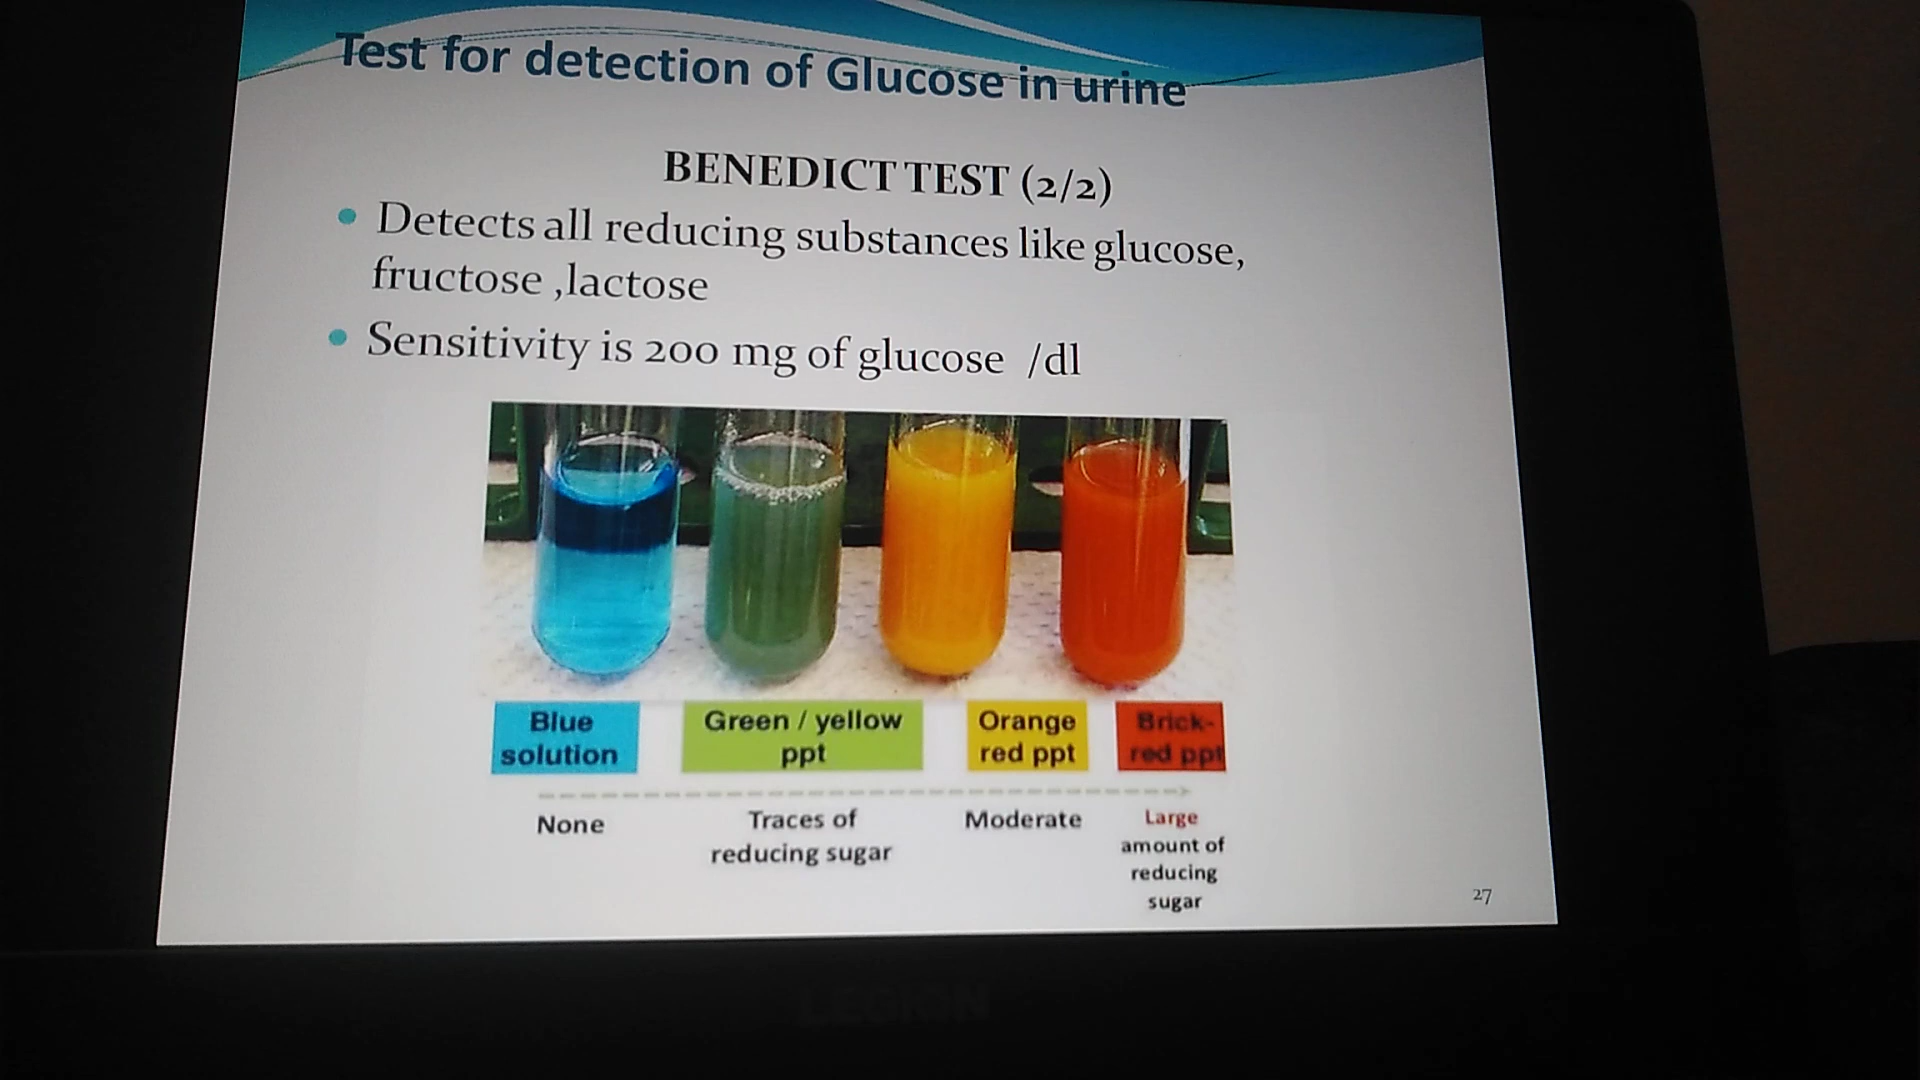 Test for detection of Glucose in urine
BENEDICT TEST (2/2)
• Detects all reducing substances like glucose,
fructose ,lactose
• Sensitivity is 200 mg of glucose /dl
Blue
solution
Green / yellow
ppt
Orange
red ppt
Brick-
red ppt
None
Traces of
reducing sugar
Moderate
Large
amount of
reducing
sugar
27
LEGION